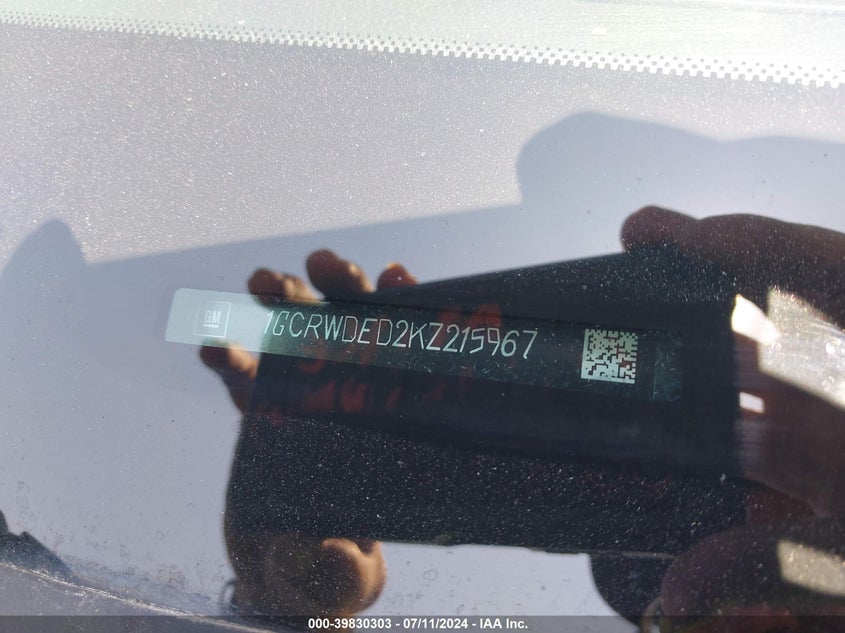 GM
1GCRWDED2KZ215967
000-39830303 - 07/11/2024 - IAA Inc.